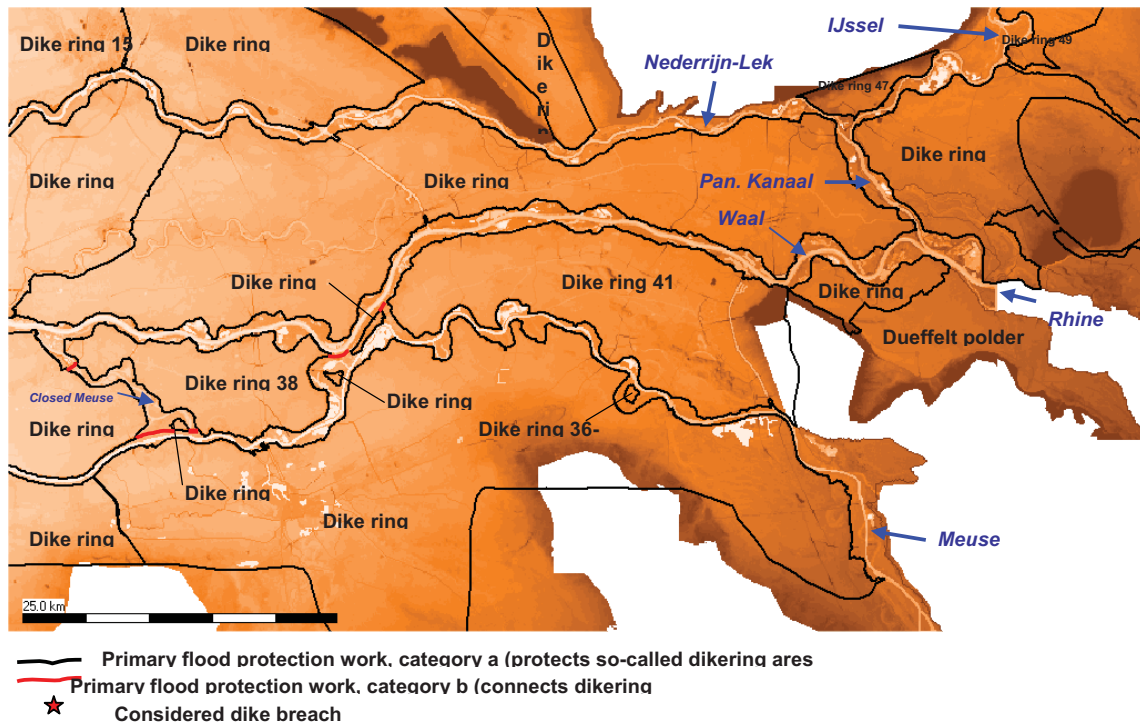 IJssel
Dike ring 15
Dike ring
D
i
k
e
ri
Dike ring 49
Nederrijn-Lek
Dike ring 47
Dike ring
Dike ring
Dike ring
Pan. Kanaal
Waal
Dike ring
Dike ring 41
Dike ring
Rhine
Dueffelt polder
Dike ring 38
Closed Meuse
Dike ring
Dike ring
Dike ring 36-
Dike ring
Dike ring
Dike ring
Meuse
25.0 km
Primary flood protection work, category a (protects so-called dikering ares
Primary flood protection work, category b (connects dikering
Considered dike breach